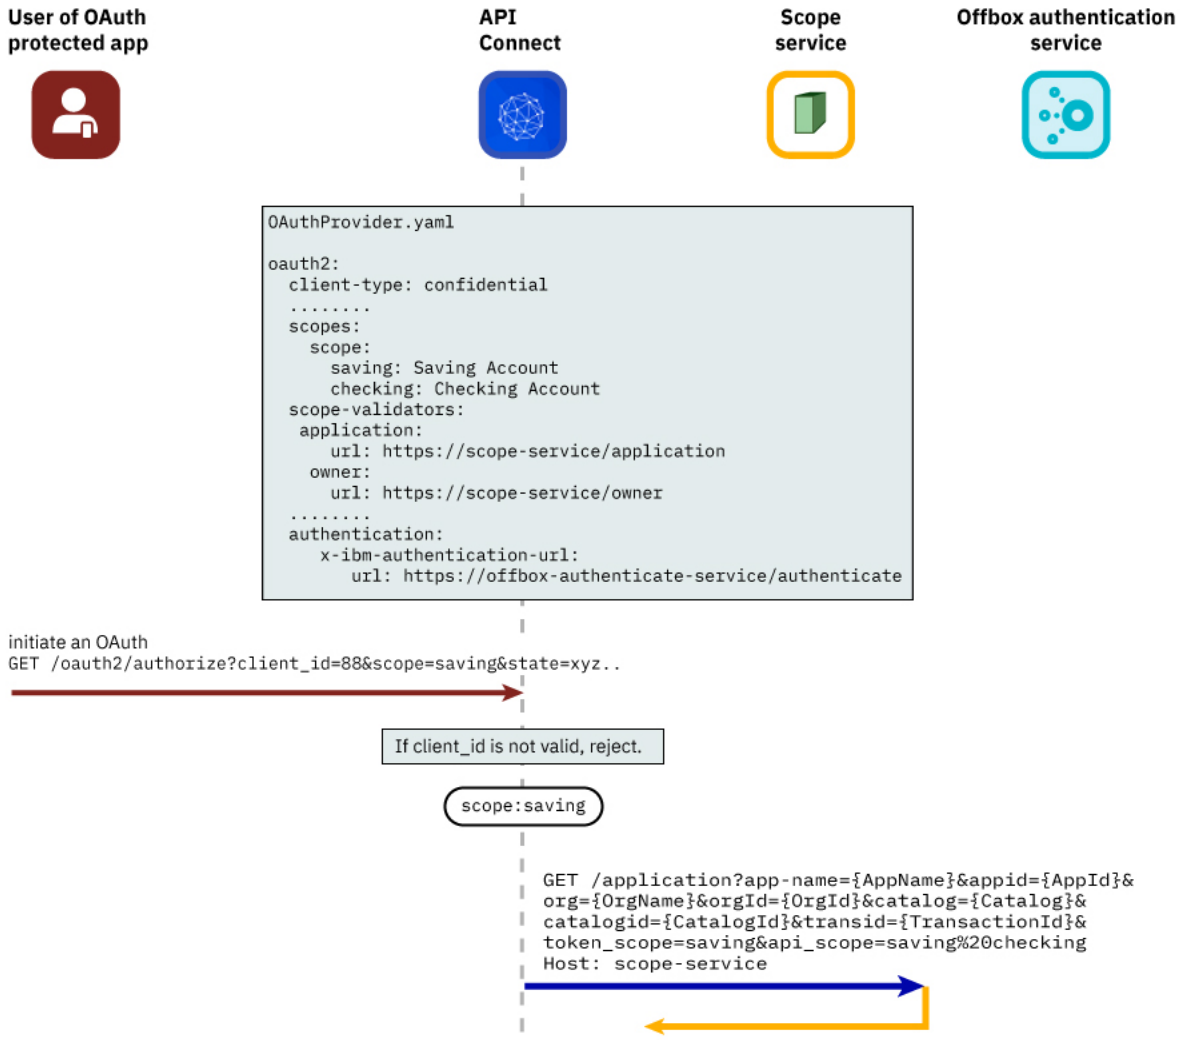 User of OAuth
protected app
API
Connect
Scope
service
Offbox authentication
service
OAuthProvider.yaml
oauth2:
  client-type: confidential
  ........
  scopes:
    scope:
      saving: Saving Account
      checking: Checking Account
  scope-validators:
   application:
      url: https://scope-service/application
    owner:
      url: https://scope-service/owner
  ........
  authentication:
     x-ibm-authentication-url:
        url: https://offbox-authenticate-service/authenticate
initiate an OAuth
GET /oauth2/authorize?client_id=88&scope=saving&state=xyz..
If client_id is not valid, reject.
scope:saving
GET /application?app-name={AppName}&appid={AppId}&
org={OrgName}&orgId={OrgId}&catalog={Catalog}&
catalogid={CatalogId}&transid={TransactionId}&
token_scope=saving&api_scope=saving%20checking
Host: scope-service